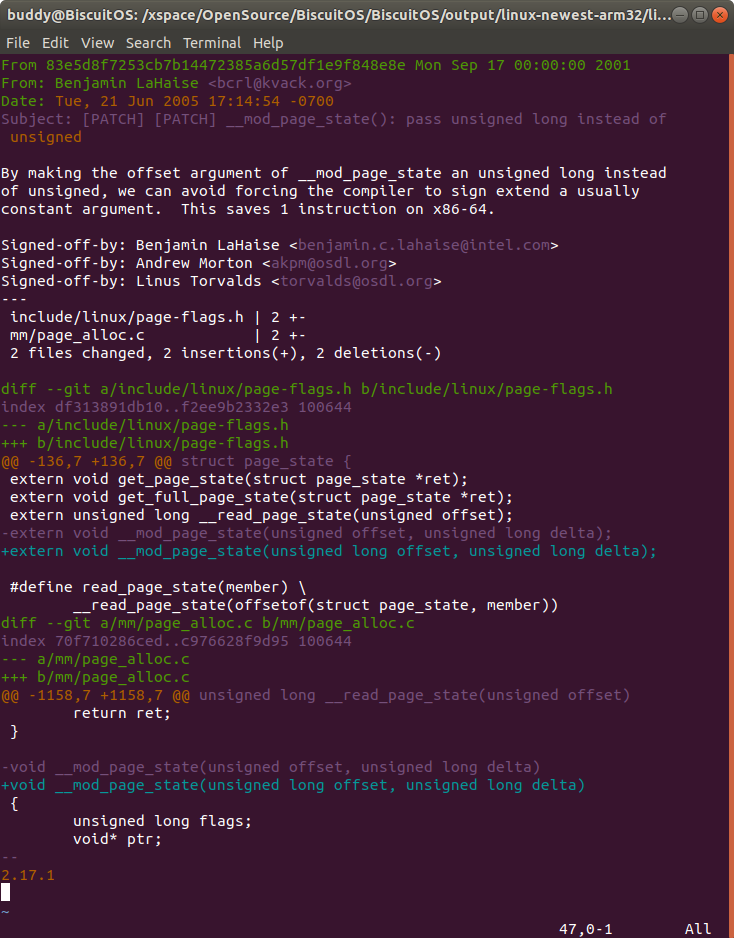 buddy@BiscuitOS: /xspace/OpenSource/BiscuitOS/BiscuitOS/output/linux-newest-arm32/li...
File Edit View Search Terminal Help
From 83e5d8f7253cb7b14472385a6d57df1e9f848e8e Mon Sep 17 00:00:00 2001
From: Benjamin LaHaise <bcrl@kvack.org>
Date: Tue, 21 Jun 2005 17:14:54 -0700
Subject: [PATCH] [PATCH] __mod_page_state(): pass unsigned long instead of
 unsigned

By making the offset argument of __mod_page_state an unsigned long instead
of unsigned, we can avoid forcing the compiler to sign extend a usually
constant argument.  This saves 1 instruction on x86-64.

Signed-off-by: Benjamin LaHaise <benjamin.c.lahaise@intel.com>
Signed-off-by: Andrew Morton <akpm@osdl.org>
Signed-off-by: Linus Torvalds <torvalds@osdl.org>
---
 include/linux/page-flags.h | 2 +-
 mm/page_alloc.c            | 2 +-
 2 files changed, 2 insertions(+), 2 deletions(-)

diff --git a/include/linux/page-flags.h b/include/linux/page-flags.h
index df313891db10..f2ee9b2332e3 100644
--- a/include/linux/page-flags.h
+++ b/include/linux/page-flags.h
@@ -136,7 +136,7 @@ struct page_state {
 extern void get_page_state(struct page_state *ret);
 extern void get_full_page_state(struct page_state *ret);
 extern unsigned long __read_page_state(unsigned offset);
-extern void __mod_page_state(unsigned offset, unsigned long delta);
+extern void __mod_page_state(unsigned long offset, unsigned long delta);

 #define read_page_state(member) \
        __read_page_state(offsetof(struct page_state, member))
diff --git a/mm/page_alloc.c b/mm/page_alloc.c
index 70f710286ced..c976628f9d95 100644
--- a/mm/page_alloc.c
+++ b/mm/page_alloc.c
@@ -1158,7 +1158,7 @@ unsigned long __read_page_state(unsigned offset)
        return ret;
 }

-void __mod_page_state(unsigned offset, unsigned long delta)
+void __mod_page_state(unsigned long offset, unsigned long delta)
 {
        unsigned long flags;
        void* ptr;
--
2.17.1

~
47,0-1 All